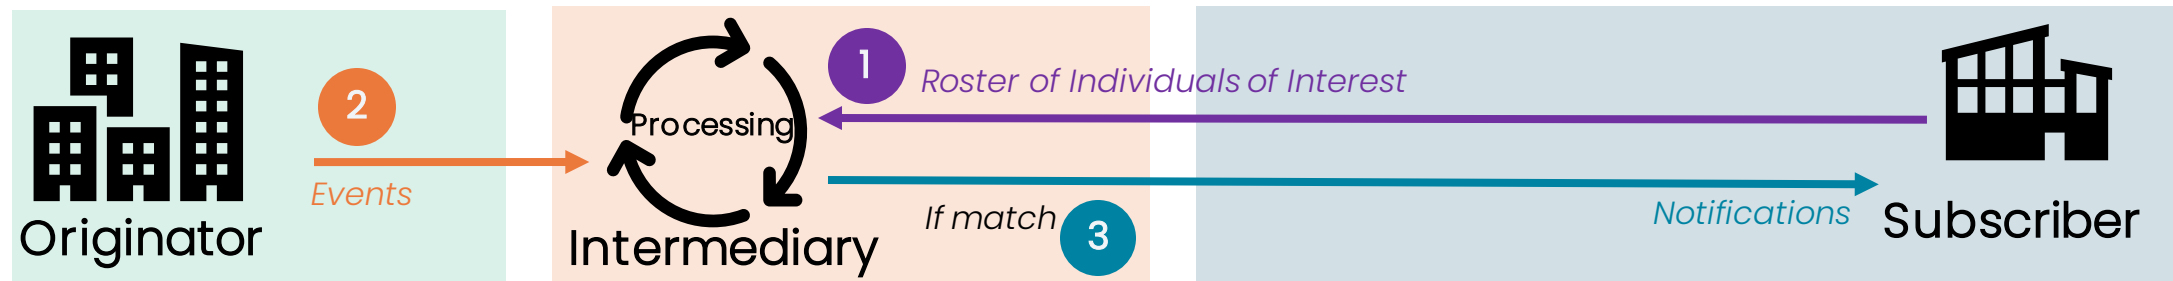 1
Roster of Individuals of Interest
2
Processing
Events
If match
3
Notifications
Originator
Intermediary
Subscriber